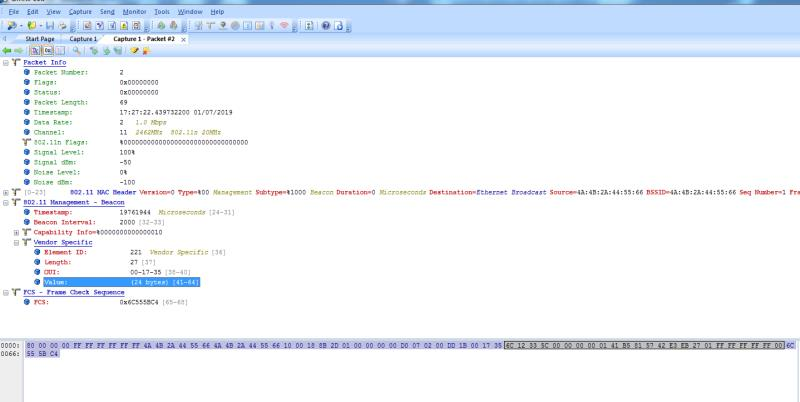 File Edit View Capture Send Monitor Tools Window Help
Start Page Capture 1 Capture 1 - Packet #2 x
Packet Info
Packet Number: 2
Flags: 0x00000000
Status: 0x00000000
Packet Length: 69
Timestamp: 17:27:22.439732200 01/07/2019
Data Rate: 2 1.0 Mbps
Channel: 11 2462MHz 802.11n 20MHz
802.11n Flags: %00000000000000000000000000000000
Signal Level: 100%
Signal dBm: -50
Noise Level: 0%
Noise dBm: -100
[0-23] 802.11 MAC Header Version=0 Type=%00 Management Subtype=%1000 Beacon Duration=0 Microseconds Destination=Ethernet Broadcast Source=4A:4B:2A:44:55:66 BSSID=4A:4B:2A:44:55:66 Seq Number=1 Fra
802.11 Management - Beacon
Timestamp: 19761944 Microseconds [24-31]
Beacon Interval: 2000 [32-33]
Capability Info=%0000000000000010
Vendor Specific
Element ID: 221 Vendor Specific [36]
Length: 27 [37]
OUI: 00-17-35 [38-40]
Value: (24 bytes) [41-64]
FCS - Frame Check Sequence
FCS: 0x6C555BC4 [65-68]
0000: 80 00 00 00 FF FF FF FF FF FF 4A 4B 2A 44 55 66 4A 4B 2A 44 55 66 10 00 18 8B 2D 01 00 00 00 00 D0 07 02 00 DD 1B 00 17 35 6C 12 33 5C 00 00 00 00 01 41 B5 81 57 42 E3 EB 27 01 FF FF FF FF FF FF 00 6C
0066: 55 5B C4